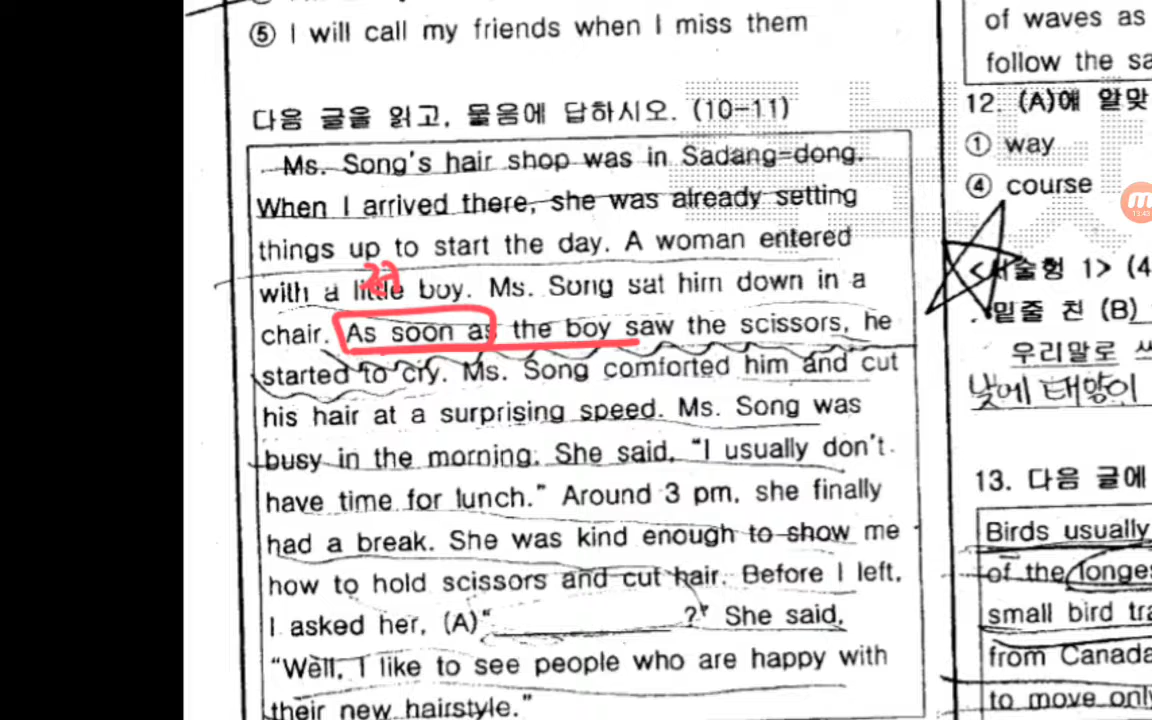 ⑤ I will call my friends when I miss them
다음 글을 읽고, 물음에 답하시오. (10-11)
Ms. Song's hair shop was in Sadang-dong.
When I arrived there, she was already setting
things up to start the day. A woman entered
with a little boy. Ms. Song sat him down in a
chair. As soon as the boy saw the scissors, he
started to cry. Ms. Song comforted him and cut
his hair at a surprising speed. Ms. Song was
busy in the morning. She said, "I usually don't
have time for lunch." Around 3 pm, she finally
had a break. She was kind enough to show me
how to hold scissors and cut hair. Before I left,
I asked her, (A)" ?" She said,
"Well, I like to see people who are happy with
their new hairstyle."
of waves as
follow the sa
12. (A)에 알맞
① way
④ course
<서술형 1> (4
밑줄 친 (B)
우리말로 쓰
낮에 태양이
13. 다음 글에
Birds usually
of the longes
small bird tra
from Canada
to move only